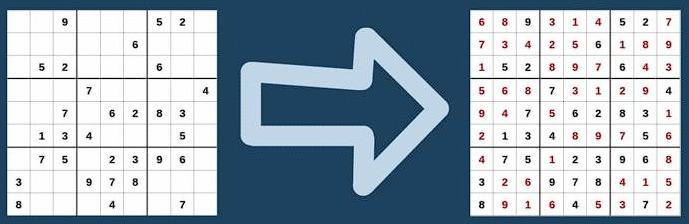 9 5 2
6
5 2 6
7 4
7 6 2 8 3
1 3 4 5
7 5 2 3 9 6
3 9 7 8
8 4 7
6 8 9 3 1 4 5 2 7
7 3 4 2 5 6 1 8 9
1 5 2 8 9 7 6 4 3
5 6 8 7 3 1 2 9 4
9 4 7 5 6 2 8 3 1
2 1 3 4 8 9 7 5 6
4 7 5 1 2 3 9 6 8
3 2 6 9 7 8 4 1 5
8 9 1 6 4 5 3 7 2